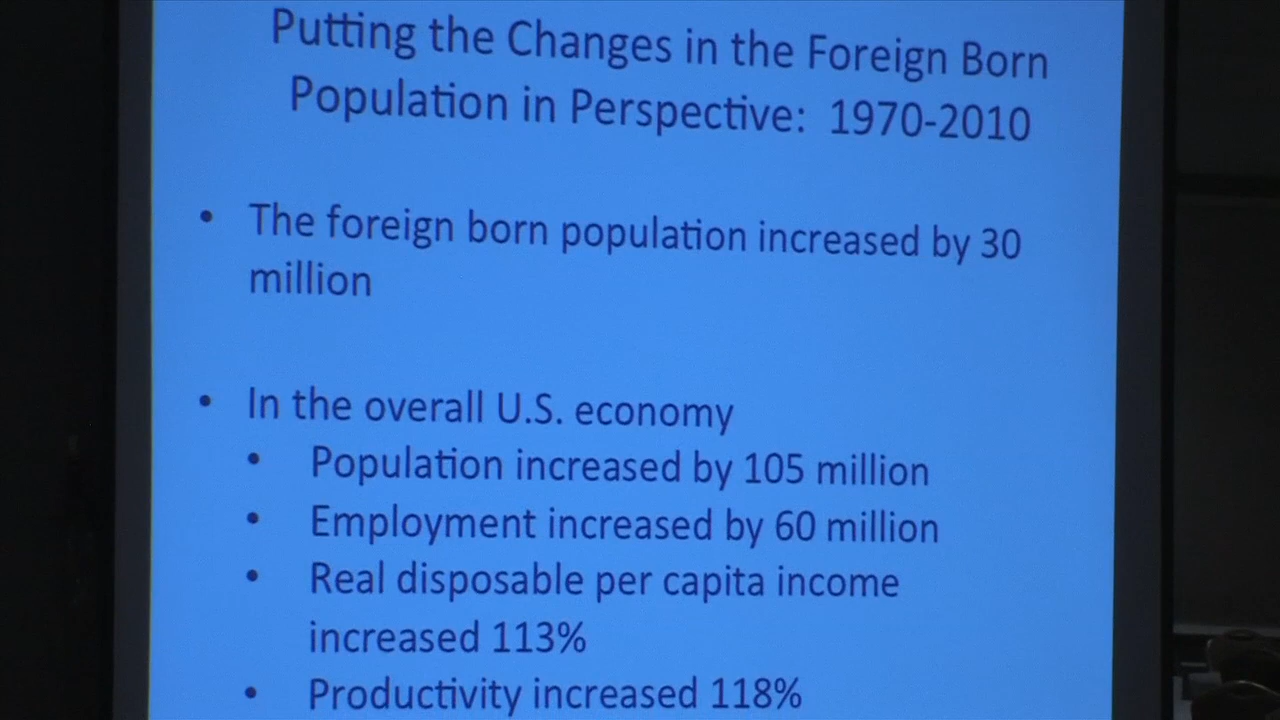 Putting the Changes in the Foreign Born
Population in Perspective: 1970-2010
• The foreign born population increased by 30
million
• In the overall U.S. economy
• Population increased by 105 million
• Employment increased by 60 million
• Real disposable per capita income
increased 113%
• Productivity increased 118%